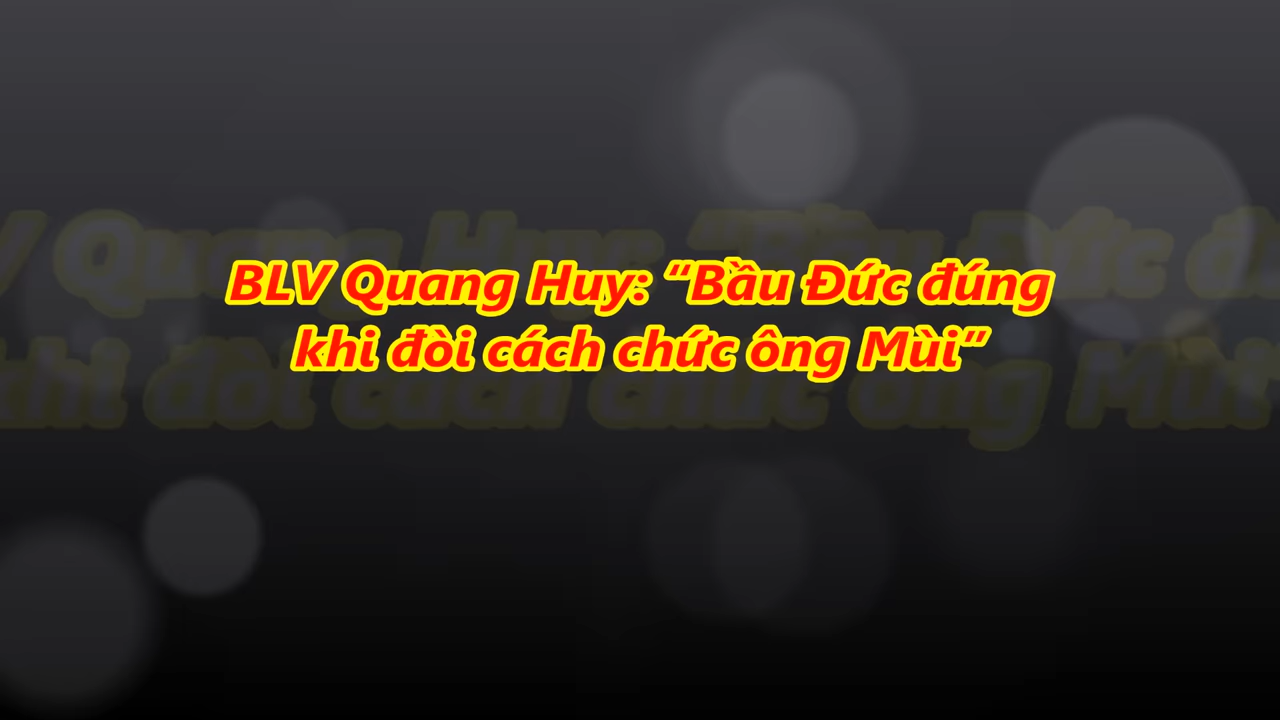 BLV Quang Huy: “Bầu Đức đúng
khi đòi cách chức ông Mùi”